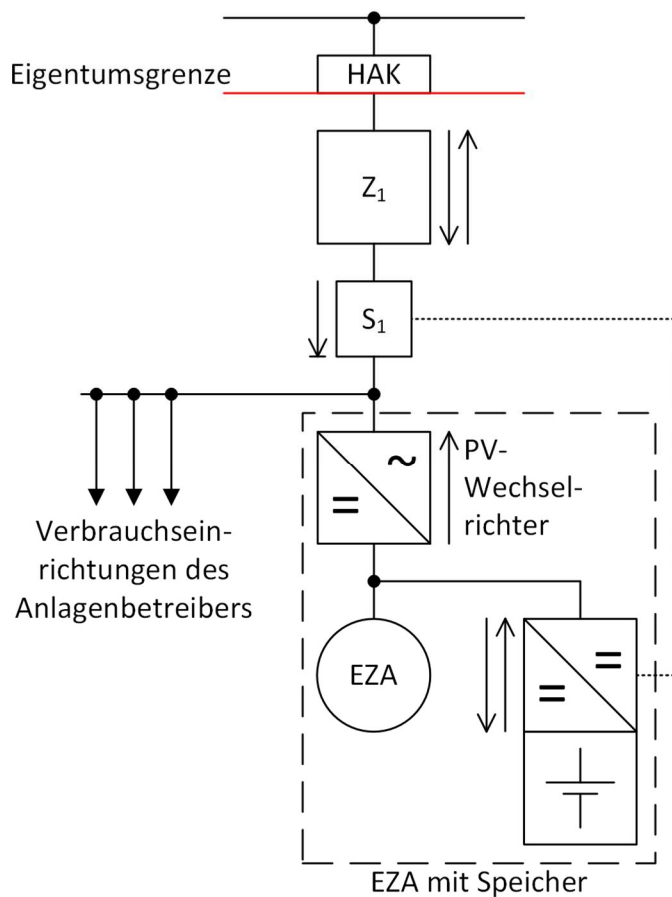 Eigentumsgrenze
HAK
Z₁
S₁
PV-
Wechsel-
richter
Verbrauchsein-
richtungen des
Anlagenbetreibers
EZA
EZA mit Speicher